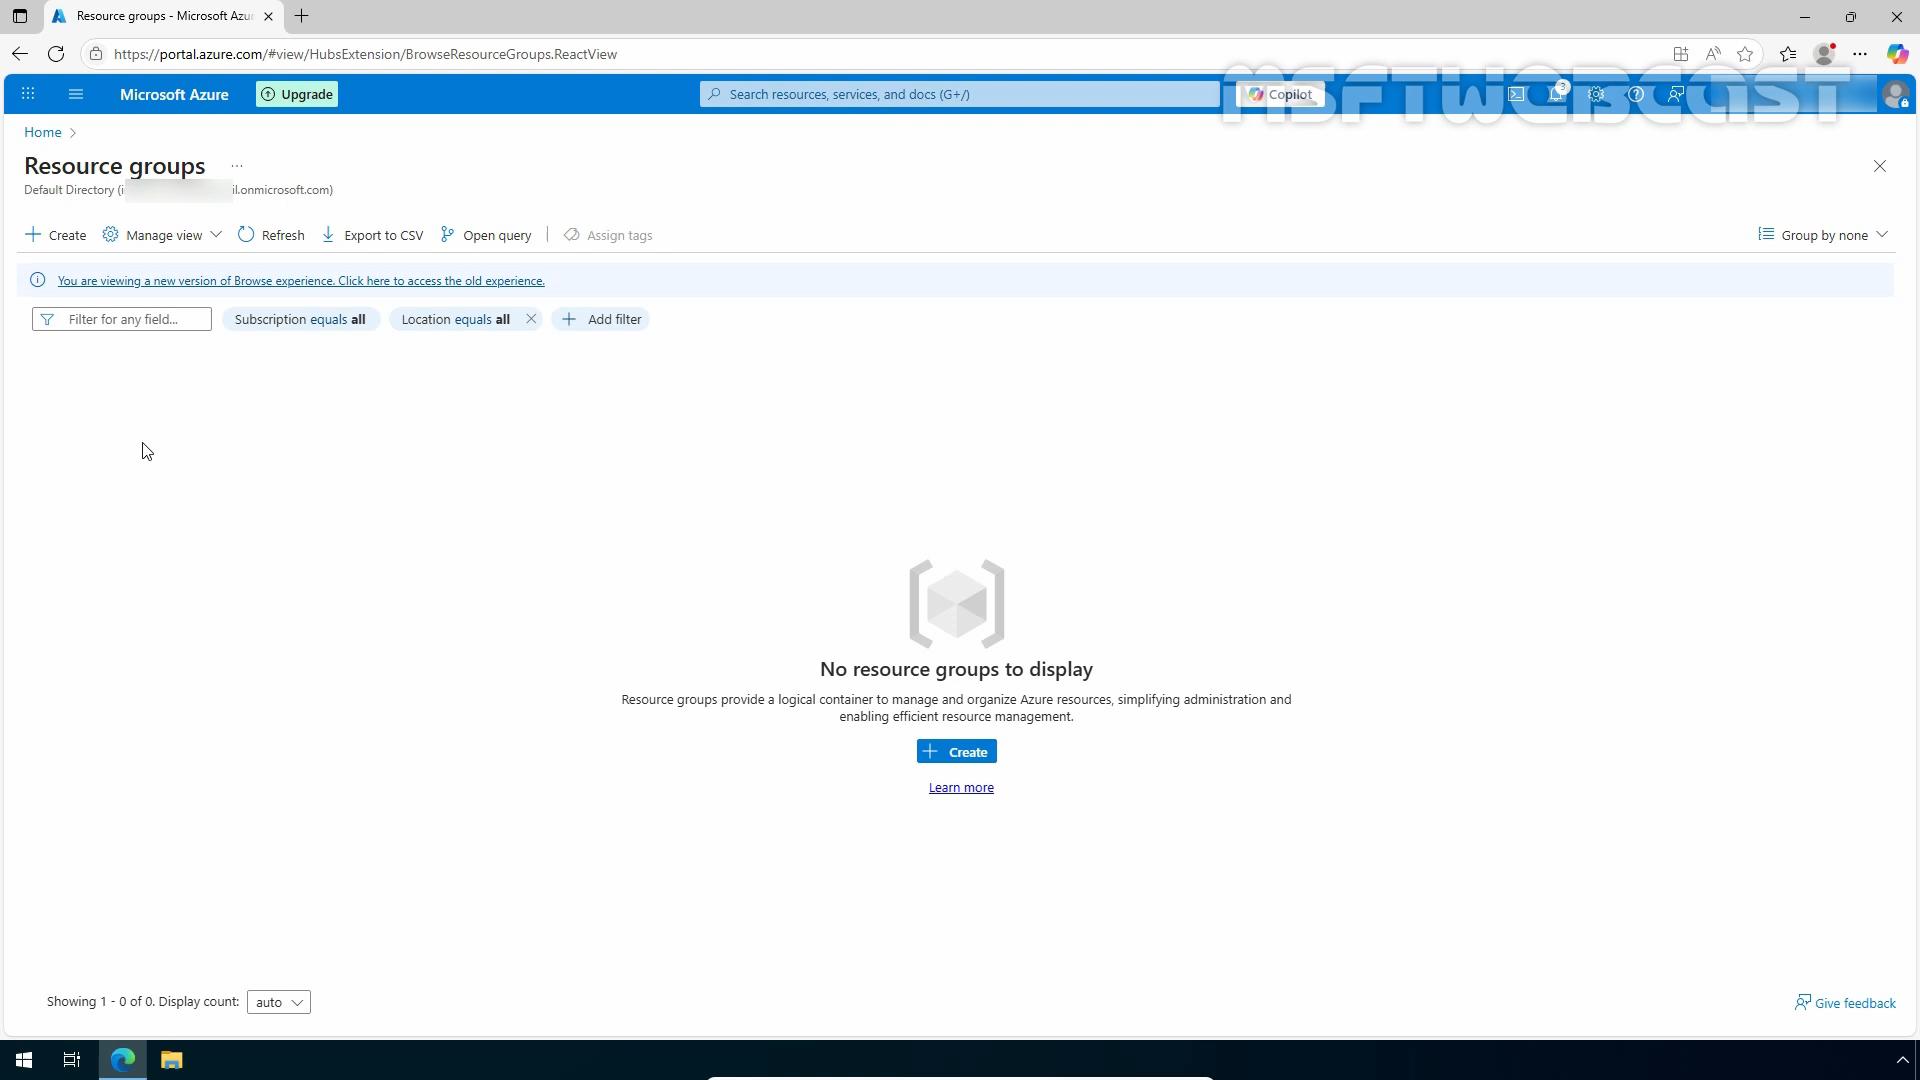 Resource groups - Microsoft Azu
https://portal.azure.com/#view/HubsExtension/BrowseResourceGroups.ReactView
MSFTWEBCAST
Microsoft Azure
Upgrade
Search resources, services, and docs (G+/)
Copilot
3
Home
Resource groups
...
Default Directory (i
il.onmicrosoft.com)
Create
Manage view
Refresh
Export to CSV
Open query
Assign tags
Group by none
You are viewing a new version of Browse experience. Click here to access the old experience.
Filter for any field...
Subscription equals all
Location equals all
Add filter
No resource groups to display
Resource groups provide a logical container to manage and organize Azure resources, simplifying administration and
enabling efficient resource management.
Create
Learn more
Showing 1 - 0 of 0. Display count:
auto
Give feedback